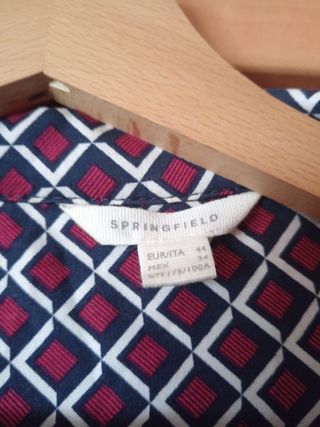 SPRINGFIELD
EUR/ITA 44
MEX 34
CN 175/100A